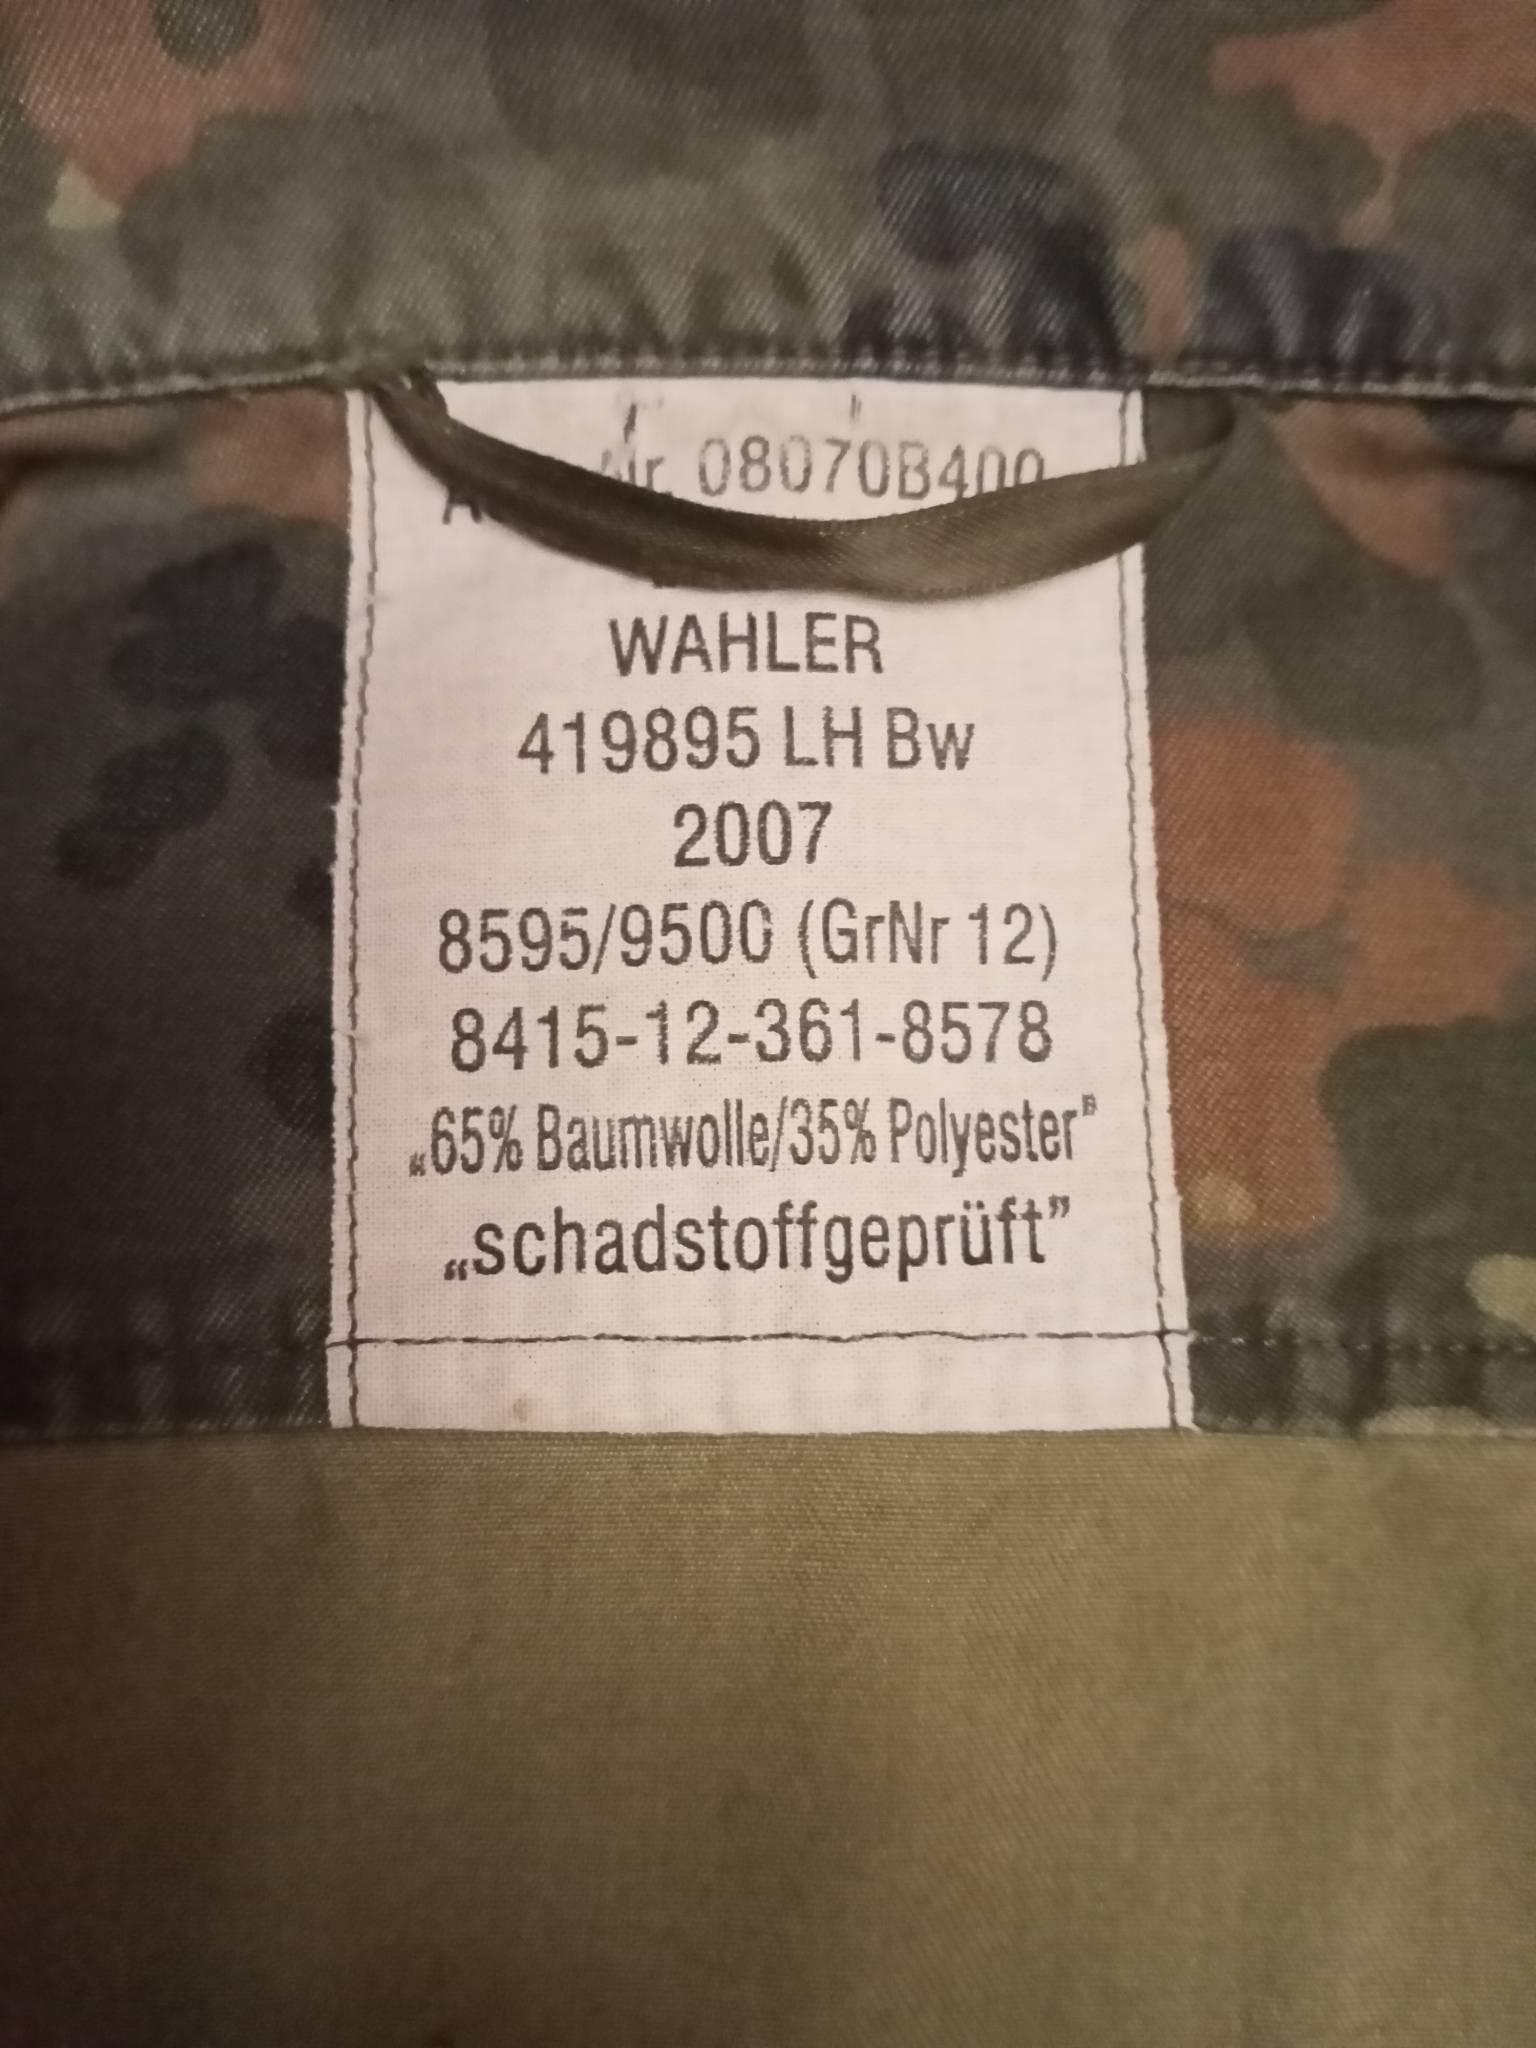 08070B400
WAHLER
419895 LH Bw
2007
8595/9500 (GrNr 12)
8415-12-361-8578
„65% Baumwolle/35% Polyester”
„schadstoffgeprüft”